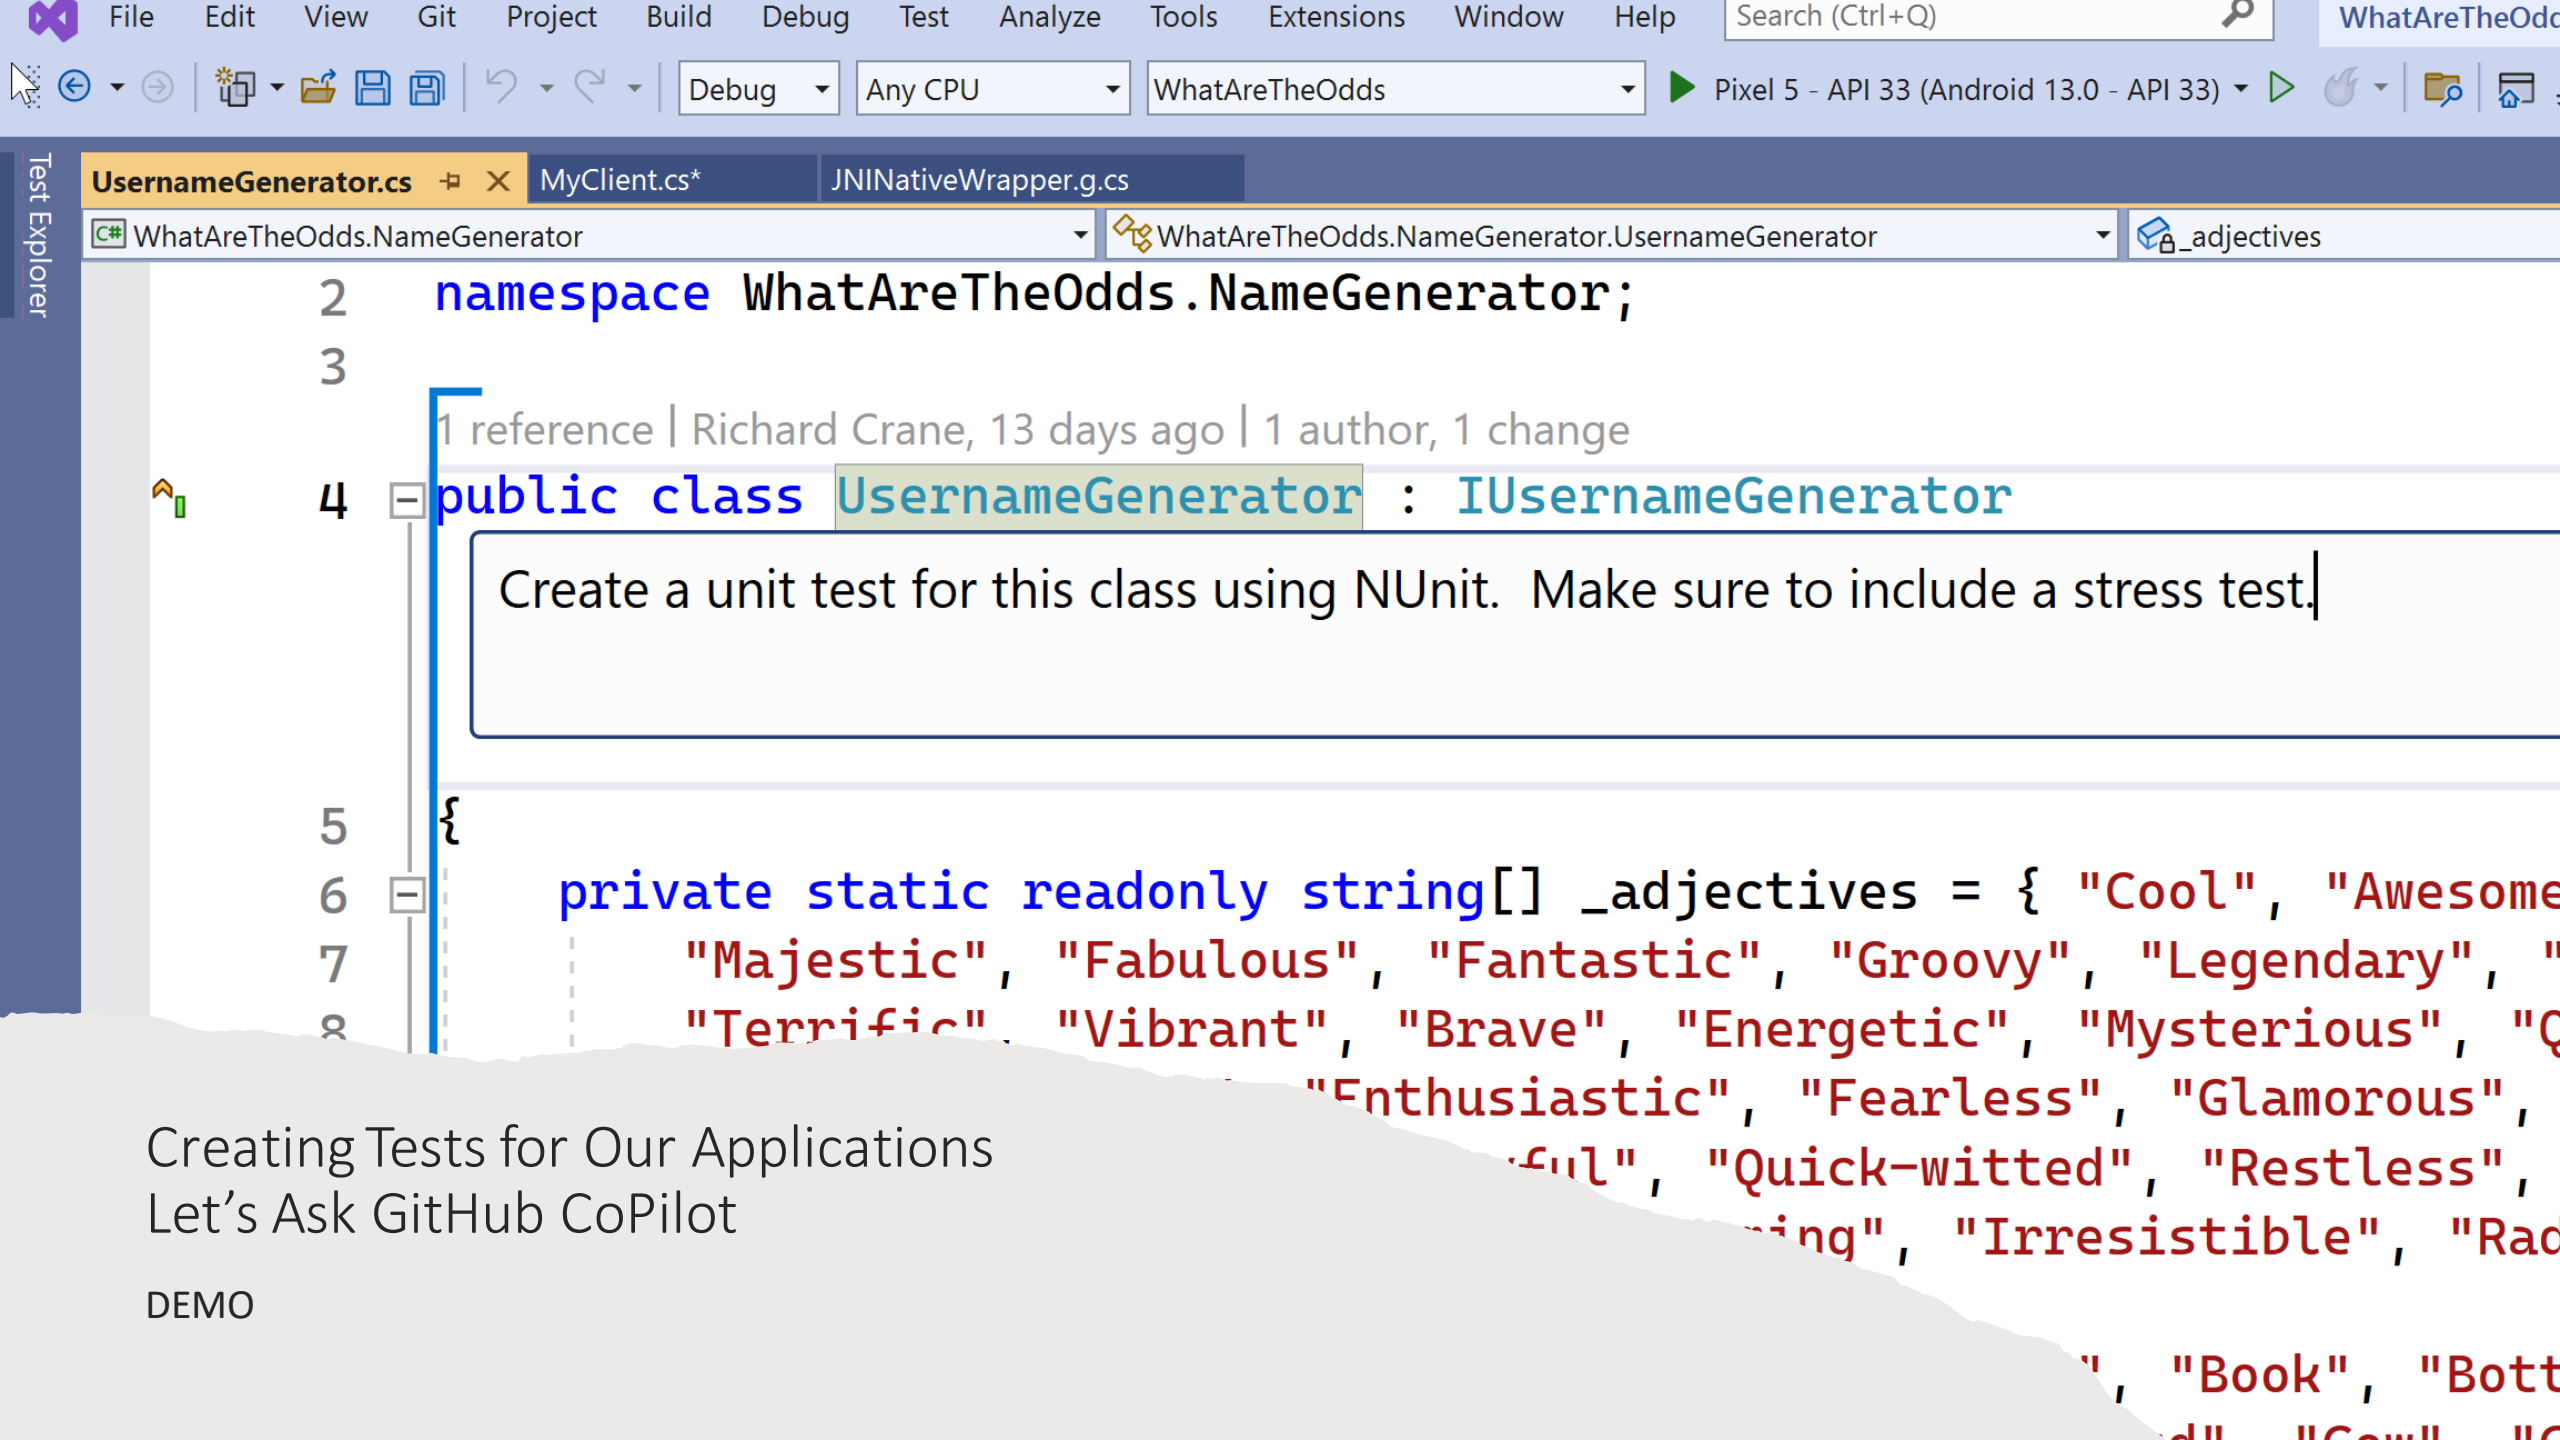 File Edit View Git Project Build Debug Test Analyze Tools Extensions Window Help Search (Ctrl+Q)
Debug Any CPU WhatAreTheOdds Pixel 5 - API 33 (Android 13.0 - API 33)
Test Explorer
UsernameGenerator.cs MyClient.cs* JNINativeWrapper.g.cs
C# WhatAreTheOdds.NameGenerator WhatAreTheOdds.NameGenerator.UsernameGenerator _adjectives
2 namespace WhatAreTheOdds.NameGenerator;
3
1 reference | Richard Crane, 13 days ago | 1 author, 1 change
4 public class UsernameGenerator : IUsernameGenerator
Create a unit test for this class using NUnit.  Make sure to include a stress test.
5 {
6 private static readonly string[] _adjectives = { "Cool", "Awesome
7 "Majestic", "Fabulous", "Fantastic", "Groovy", "Legendary", "
8 "Terrific", "Vibrant", "Brave", "Energetic", "Mysterious", "Q
"Enthusiastic", "Fearless", "Glamorous",
"Quick-witted", "Restless",
"Irresistible", "Rad
", "Book", "Bott
Creating Tests for Our Applications
Let's Ask GitHub CoPilot
DEMO